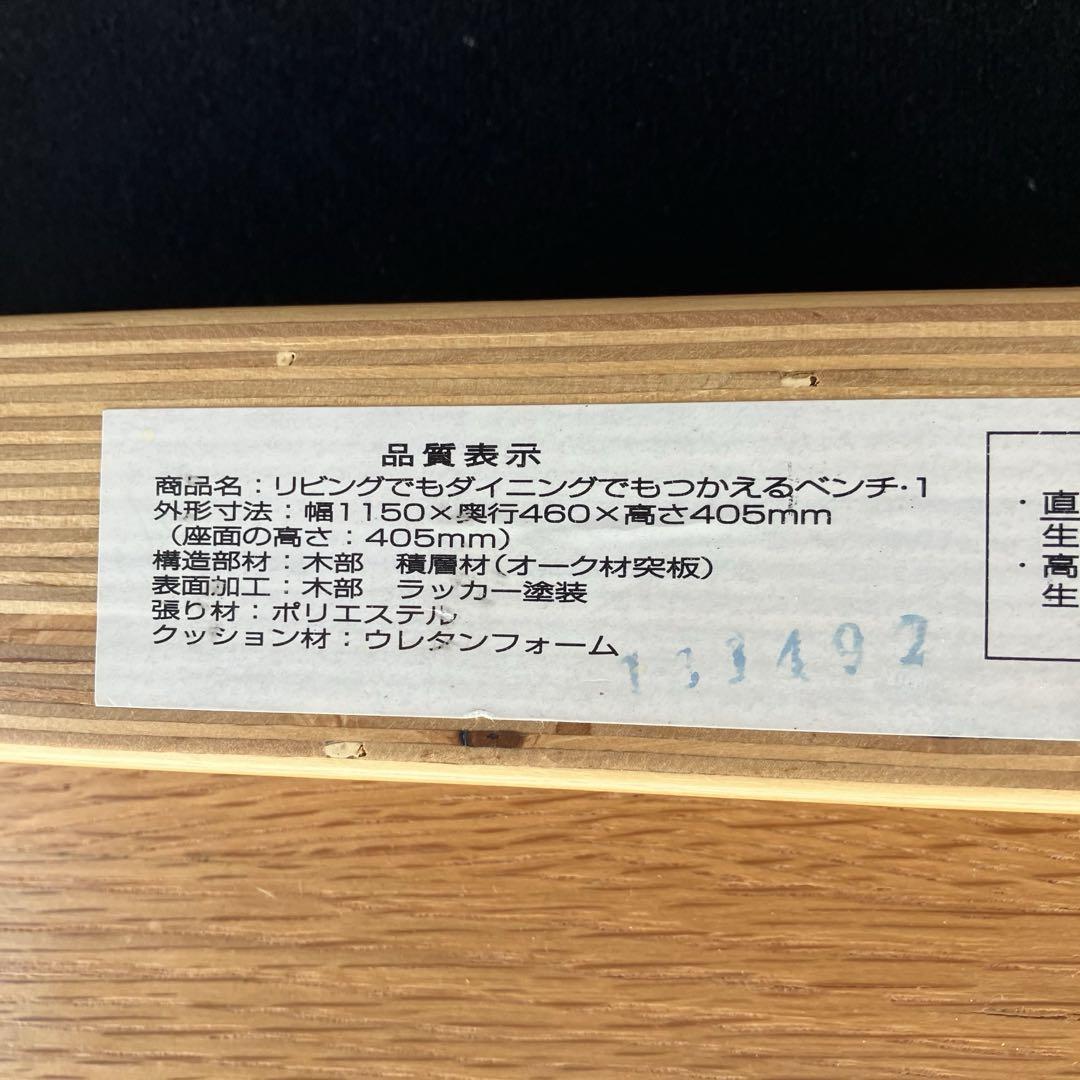 品質表示
商品名：リビングでもダイニングでもつかえるベンチ・1
外形寸法：幅1150×奥行460×高さ405mm
（座面の高さ：405mm）
構造部材：木部　積層材（オーク材突板）
表面加工：木部　ラッカー塗装
張り材：ポリエステル
クッション材：ウレタンフォーム
・直
生
・高
生